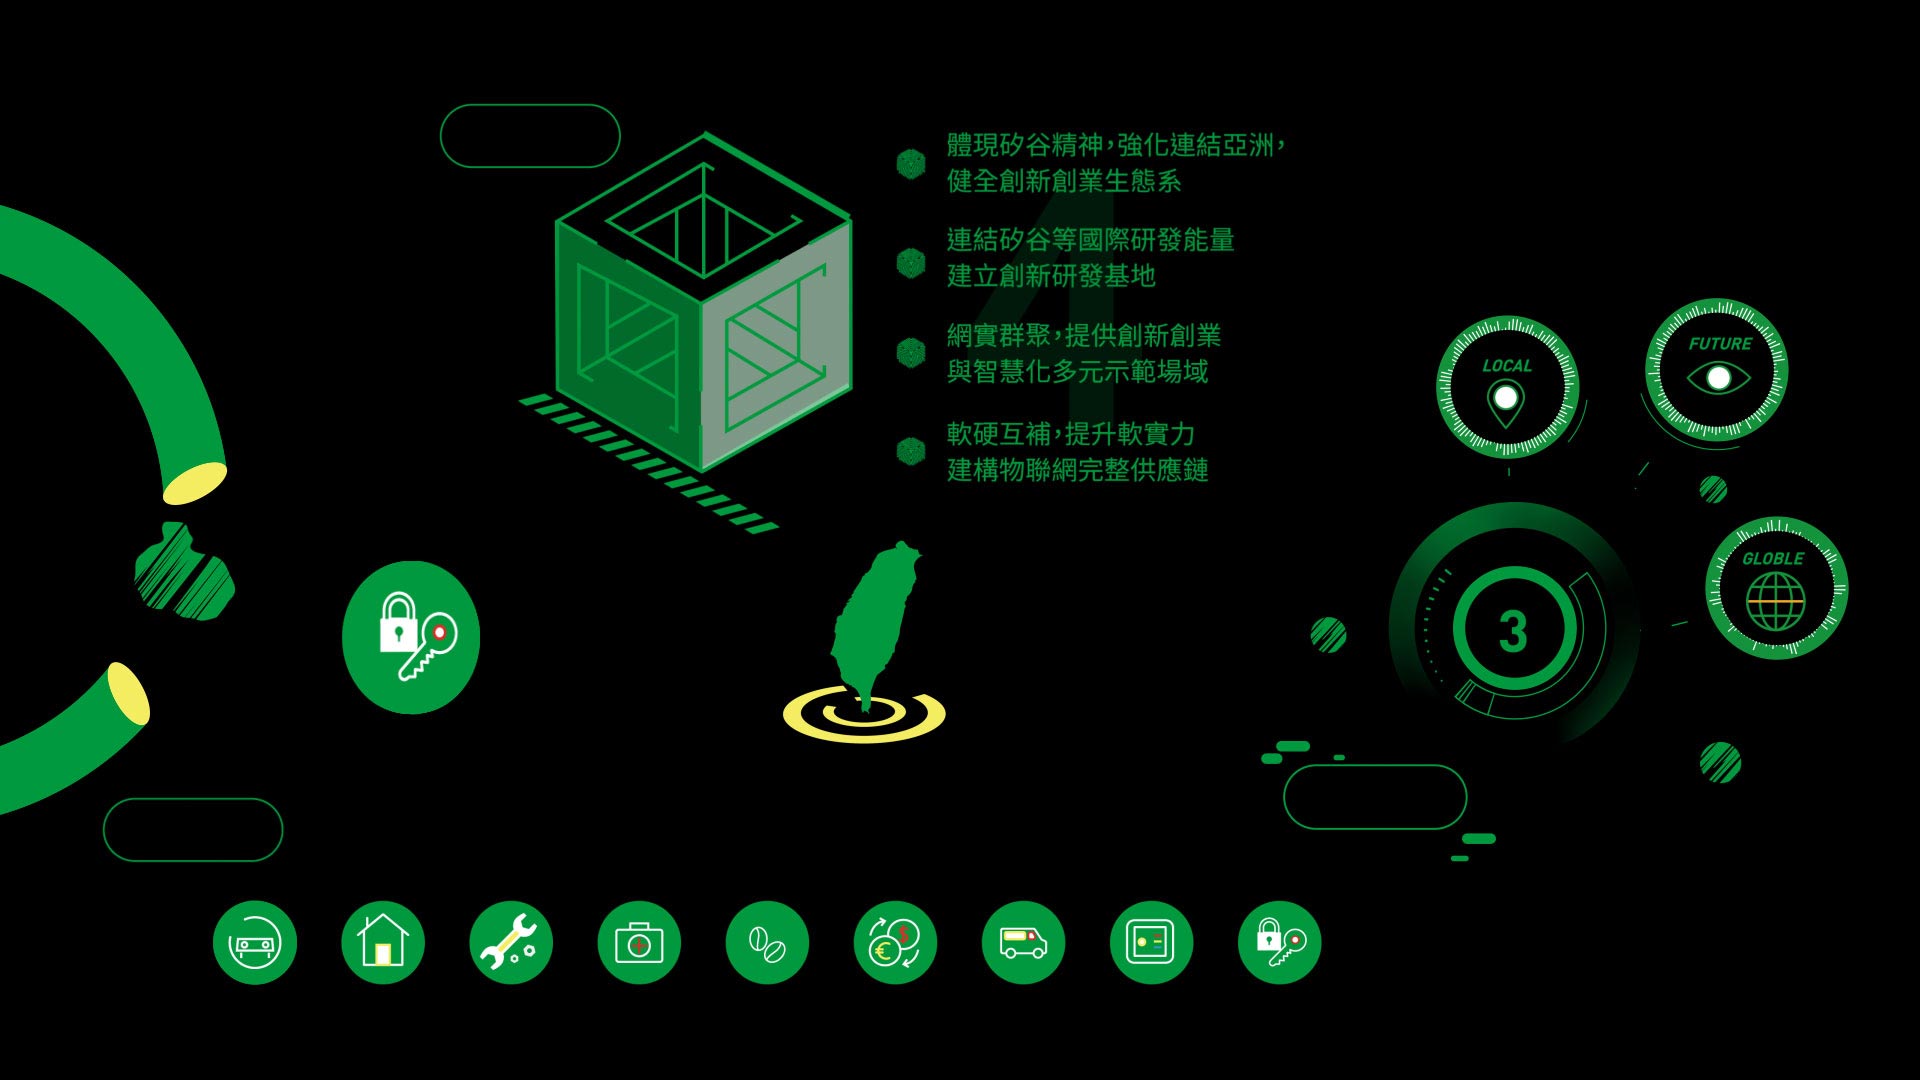 體現矽谷精神，強化連結亞洲，
健全創新創業生態系
連結矽谷等國際研發能量
建立創新研發基地
4
網實群聚，提供創新創業
與智慧化多元示範場域
軟硬互補，提升軟實力
建構物聯網完整供應鏈
LOCAL
FUTURE
GLOBLE
3
$
€